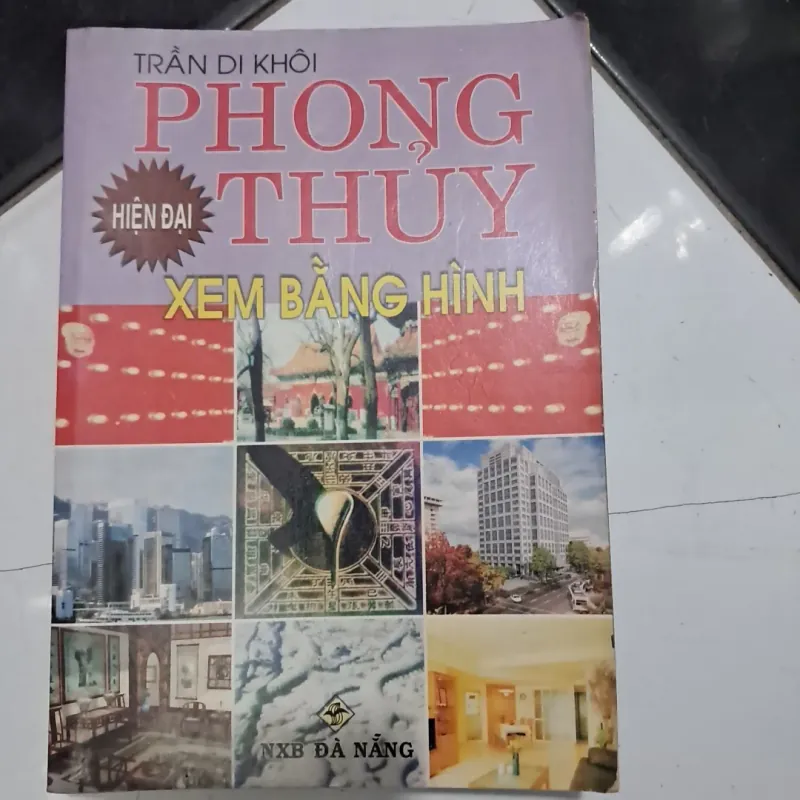 TRẦN DI KHÔI
PHONG
THỦY
HIỆN ĐẠI
XEM BẰNG HÌNH
NXB ĐÀ NẴNG